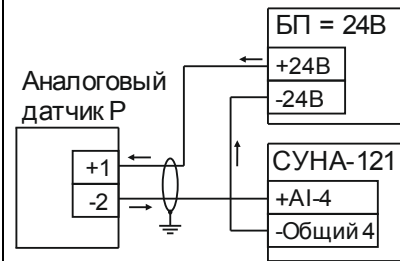 БП = 24В
+24В
-24В
Аналоговый
датчик Р
+1
-2
СУНА-121
+AI-4
-Общий 4